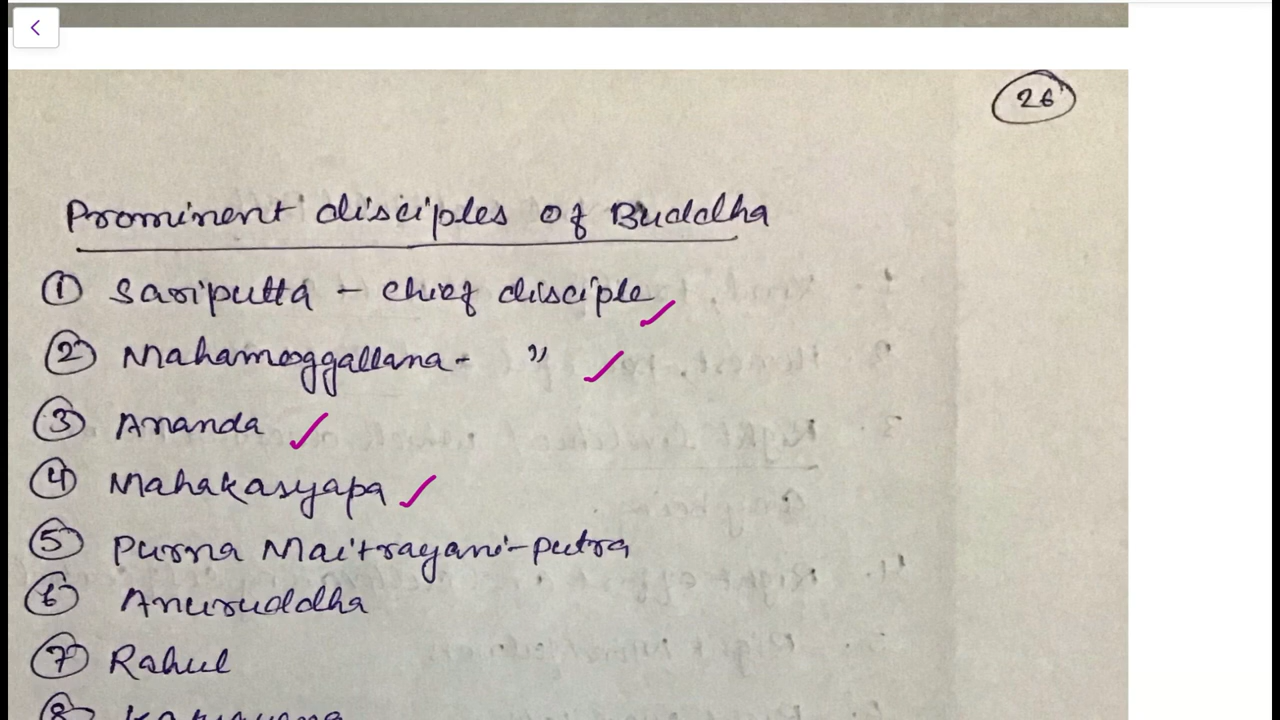 26
Prominent disciples of Buddha
① Sariputta - chief disciple
② Mahamoggallana - "
③ Ananda
④ Mahakasyapa
⑤ Purna Maitrayani-putra
⑥ Anuruddha
⑦ Rahul
⑧